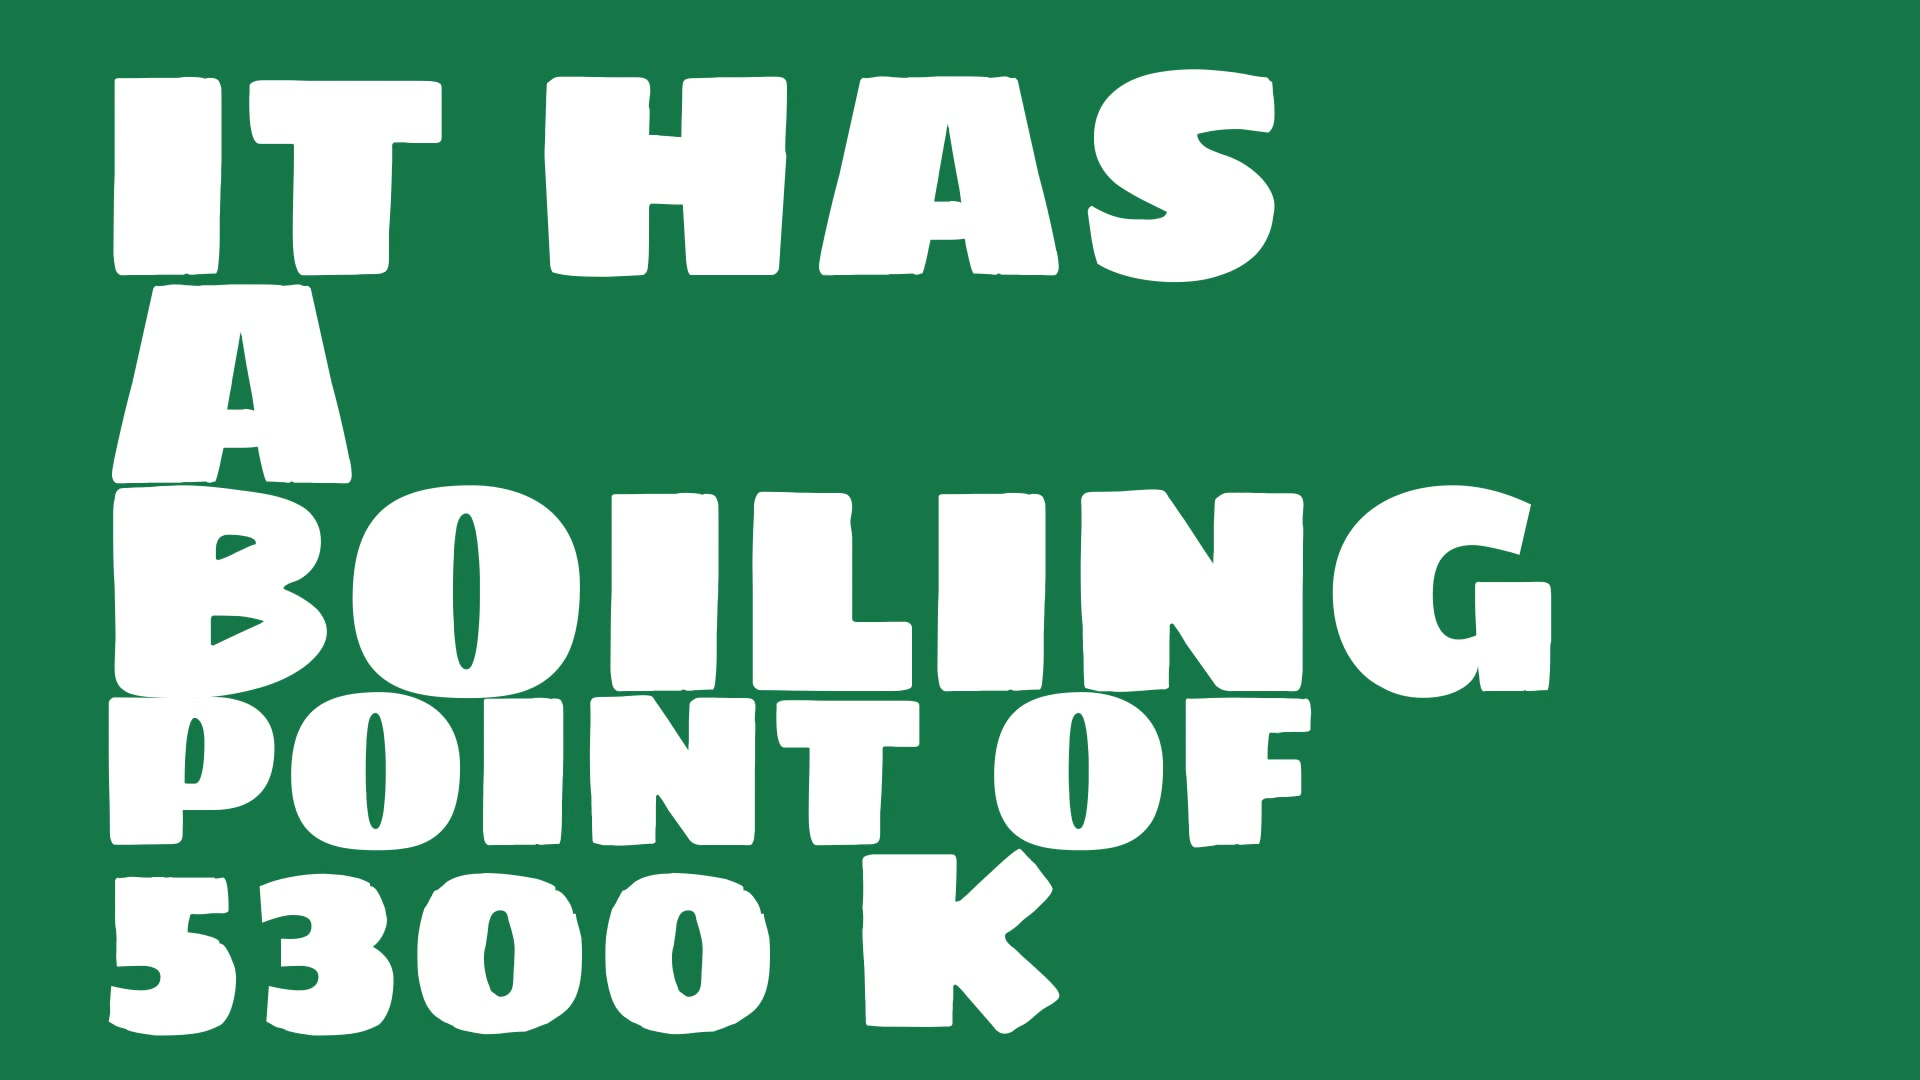 IT HAS
A
BOILING
POINT OF
5300 K